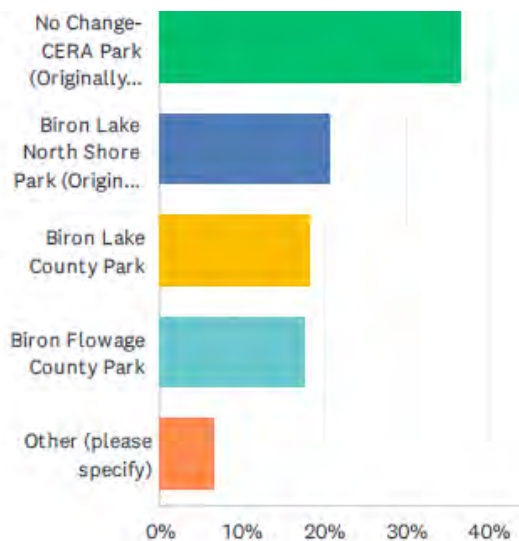 No Change-
CERA Park
(Originally...
Biron Lake
North Shore
Park (Origin...
Biron Lake
County Park
Biron Flowage
County Park
Other (please
specify)
0% 10% 20% 30% 40%